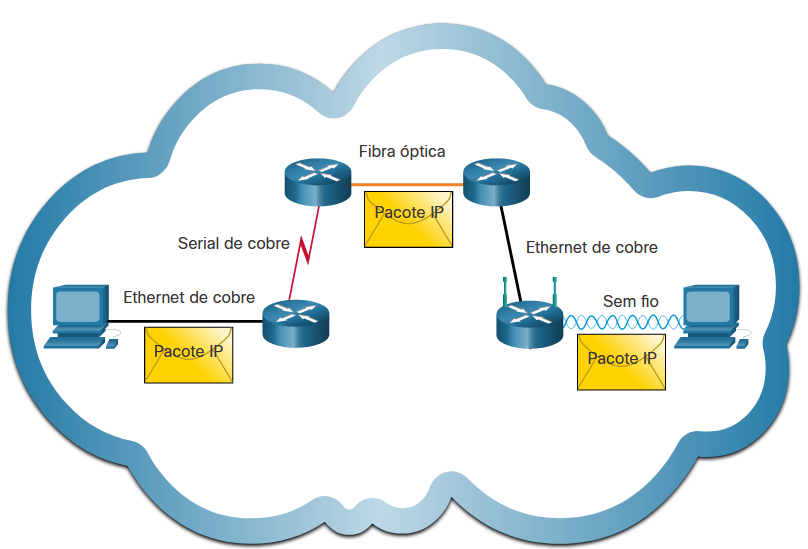 Fibra óptica
Pacote IP
Serial de cobre
Ethernet de cobre
Ethernet de cobre
Sem fio
Pacote IP
Pacote IP